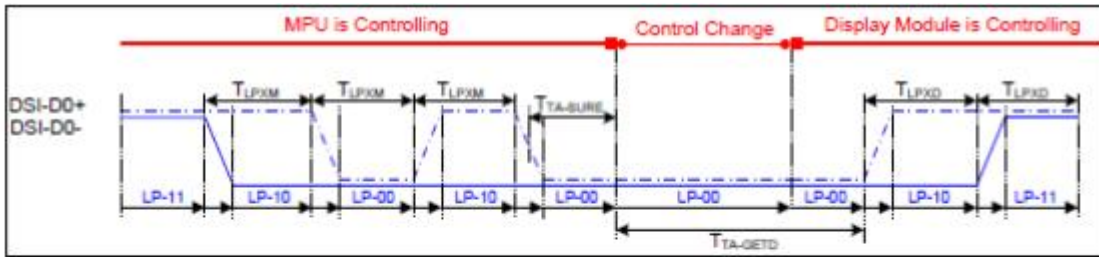 MPU is Controlling Control Change Display Module is Controlling
TLPXM TLPXM TLPXM TTA-SURE TLPXD TLPXD
DSI-D0+
DSI-D0-
LP-11 LP-10 LP-00 LP-10 LP-00 LP-00 LP-00 LP-10 LP-11
TTA-GETD